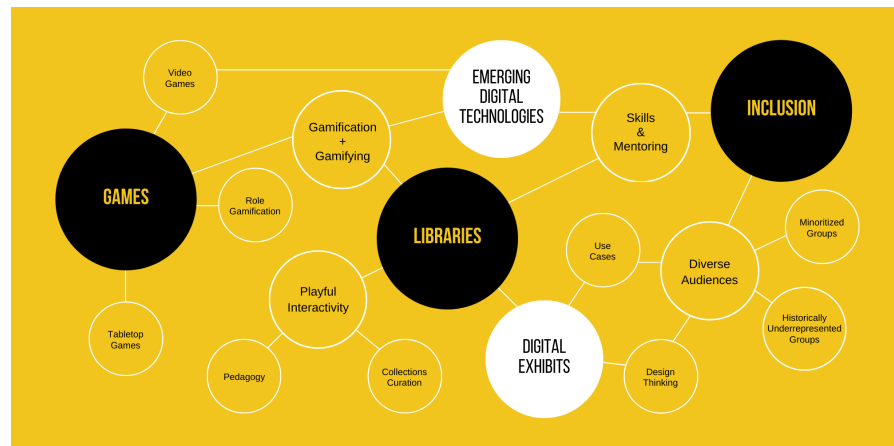 Video
Games
EMERGING
DIGITAL
TECHNOLOGIES
INCLUSION
Gamification
+
Gamifying
Skills
&
Mentoring
GAMES
Role
Gamification
LIBRARIES
Minoritized
Groups
Use
Cases
Diverse
Audiences
Playful
Interactivity
Historically
Underrepresented
Groups
Tabletop
Games
DIGITAL
EXHIBITS
Pedagogy
Collections
Curation
Design
Thinking